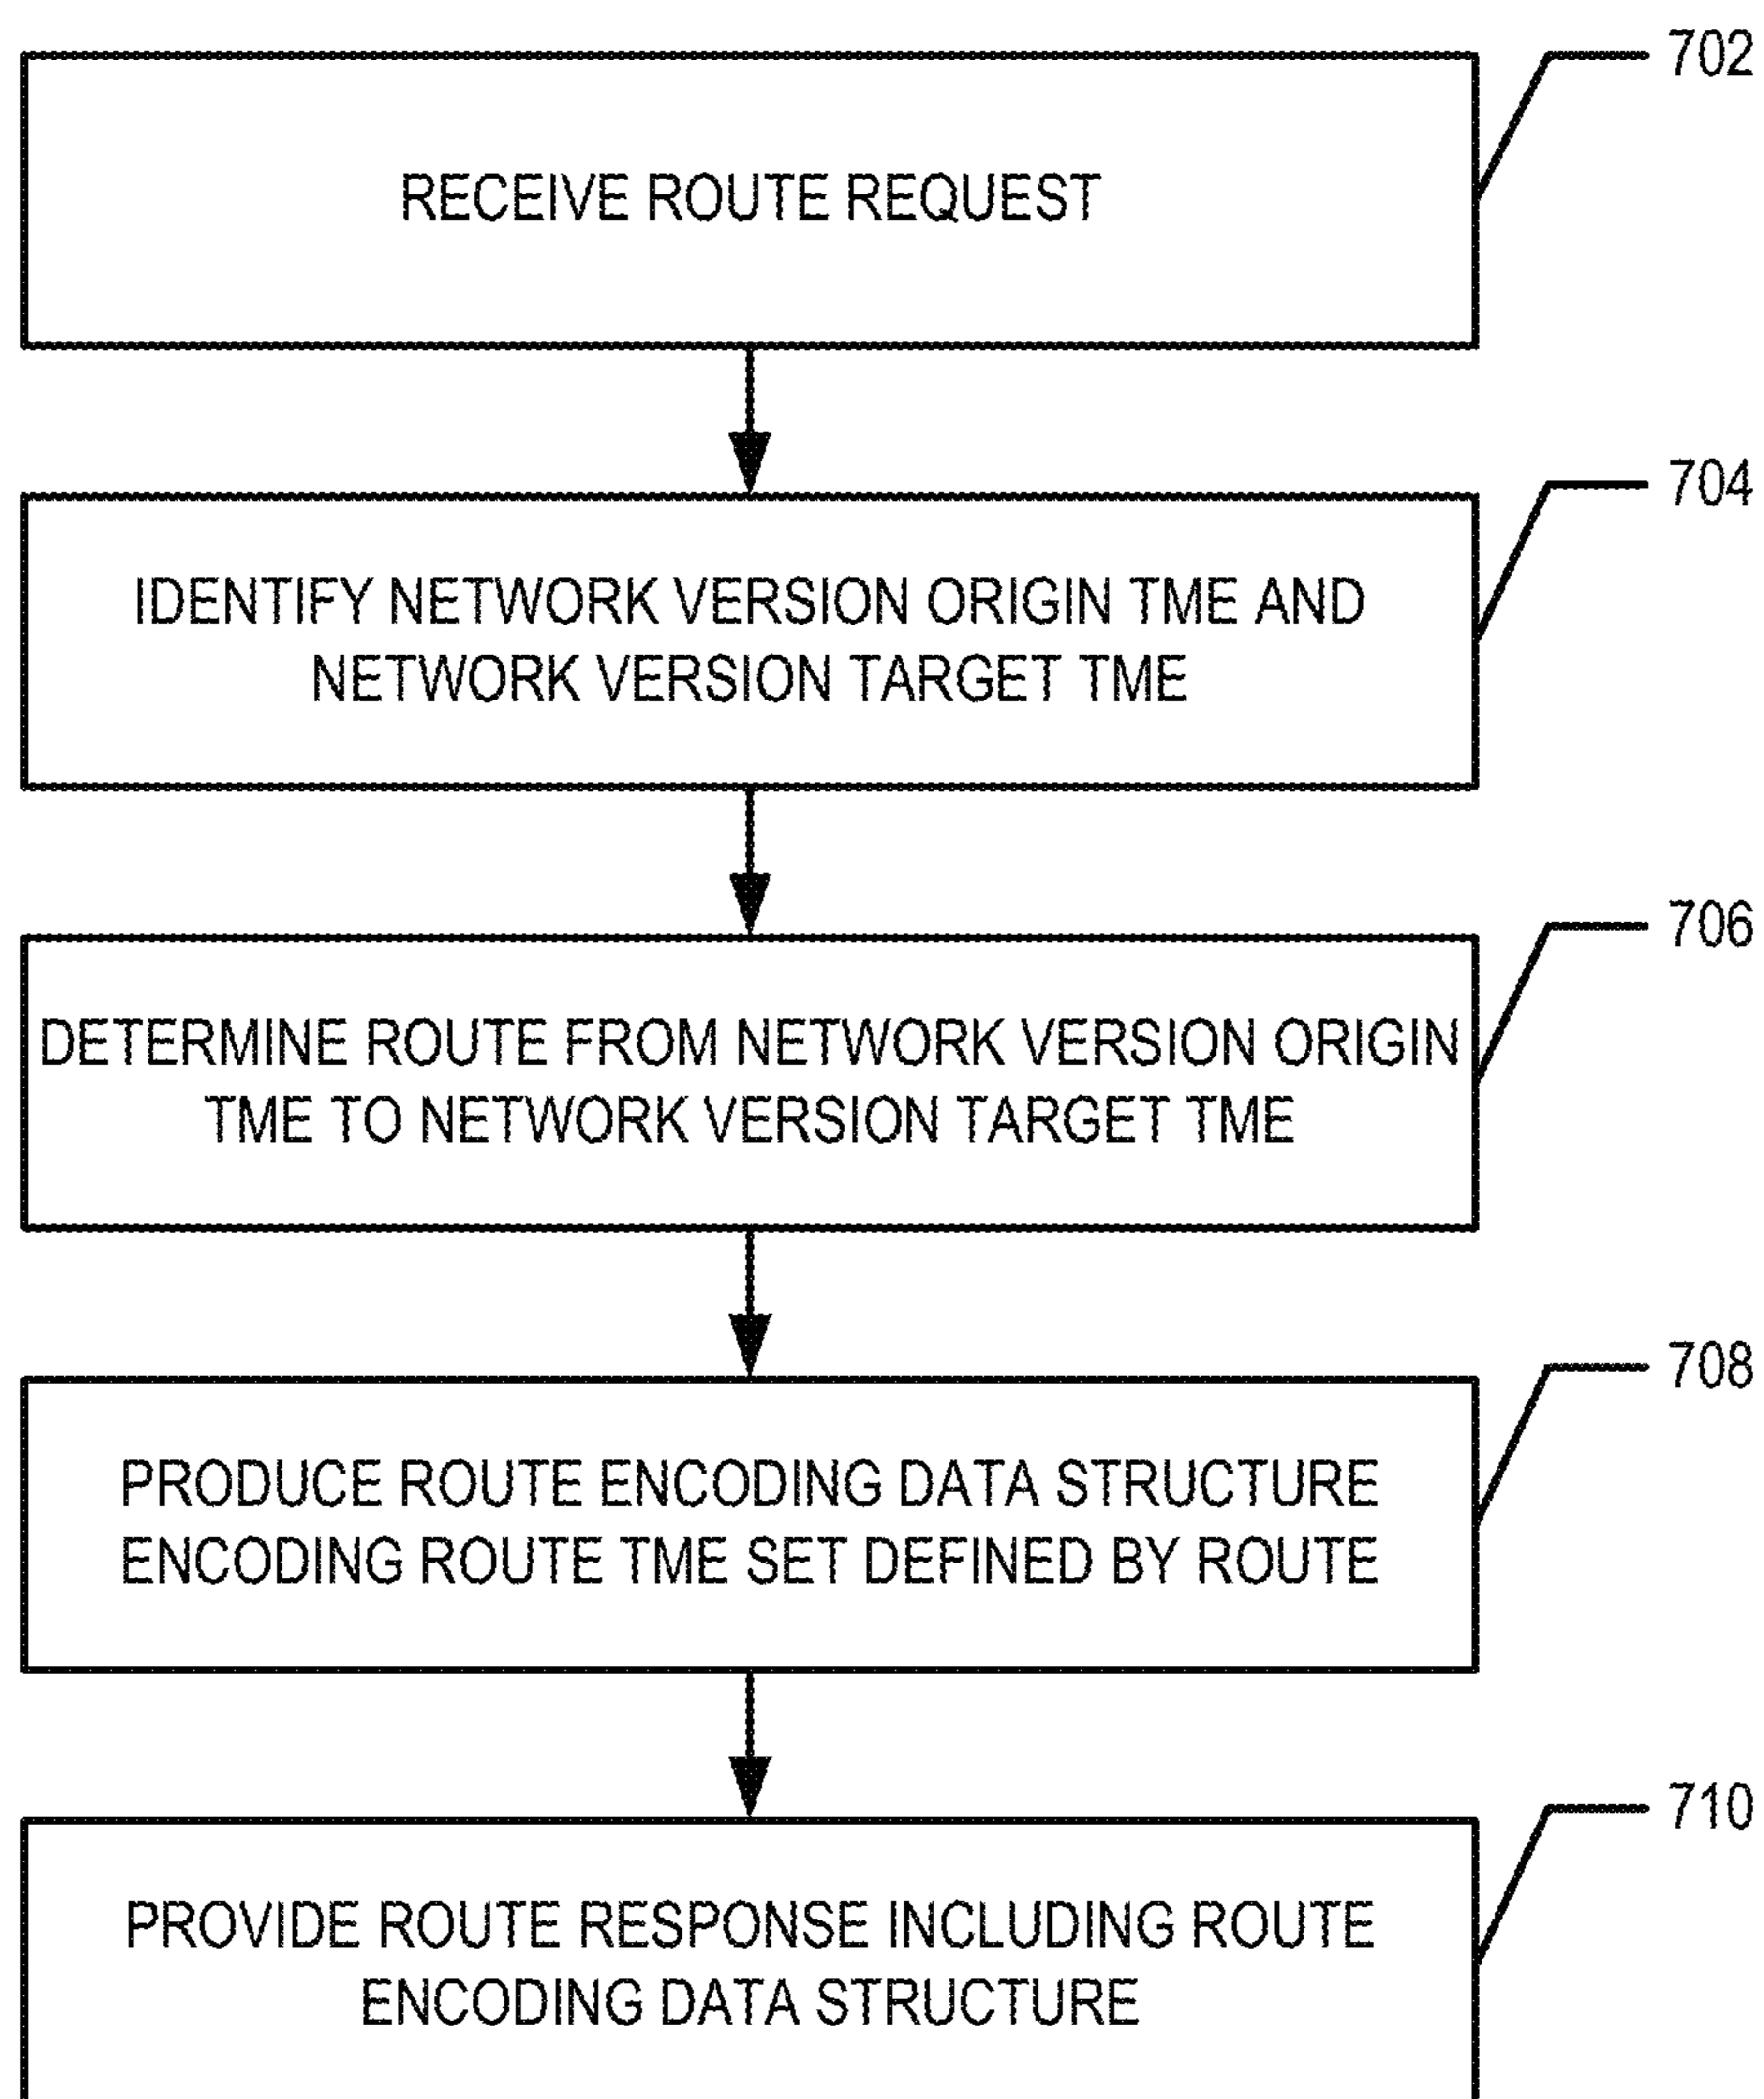 702
RECEIVE ROUTE REQUEST
704
IDENTIFY NETWORK VERSION ORIGIN TME AND
NETWORK VERSION TARGET TME
706
DETERMINE ROUTE FROM NETWORK VERSION ORIGIN
TME TO NETWORK VERSION TARGET TME
708
PRODUCE ROUTE ENCODING DATA STRUCTURE
ENCODING ROUTE TME SET DEFINED BY ROUTE
710
PROVIDE ROUTE RESPONSE INCLUDING ROUTE
ENCODING DATA STRUCTURE